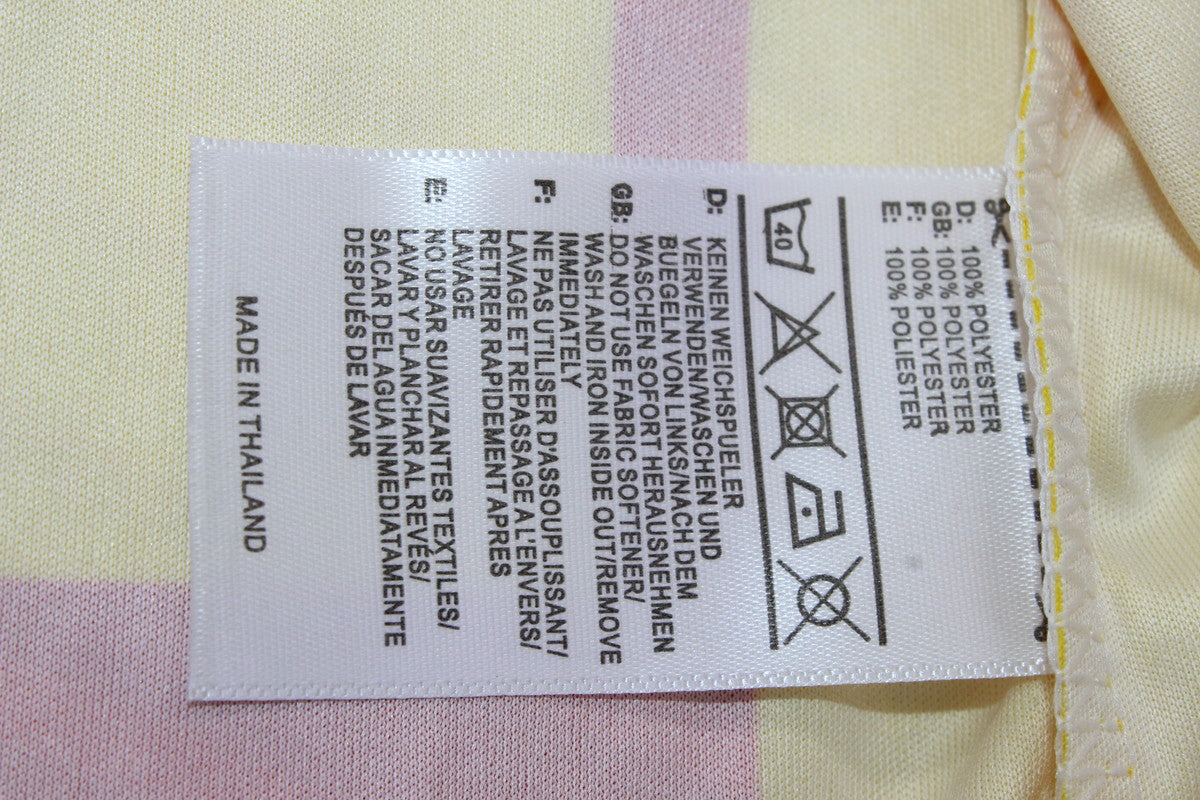 D: 100% POLYESTER
GB: 100% POLYESTER
F: 100% POLYESTER
E: 100% POLIESTER
40
D: KEINEN WEICHSPUELER
VERWENDEN/WASCHEN UND
BUEGELN VON LINKS/NACH DEM
WASCHEN SOFORT HERAUSNEHMEN
GB: DO NOT USE FABRIC SOFTENER/
WASH AND IRON INSIDE OUT/REMOVE
IMMEDIATELY
F: NE PAS UTILISER D'ASSOUPLISSANT/
LAVAGE ET REPASSAGE A L'ENVERS/
RETIRER RAPIDEMENT APRES
LAVAGE
E: NO USAR SUAVIZANTES TEXTILES/
LAVAR Y PLANCHAR AL REVÉS/
SACAR DEL AGUA INMEDIATAMENTE
DESPUÉS DE LAVAR
MADE IN THAILAND